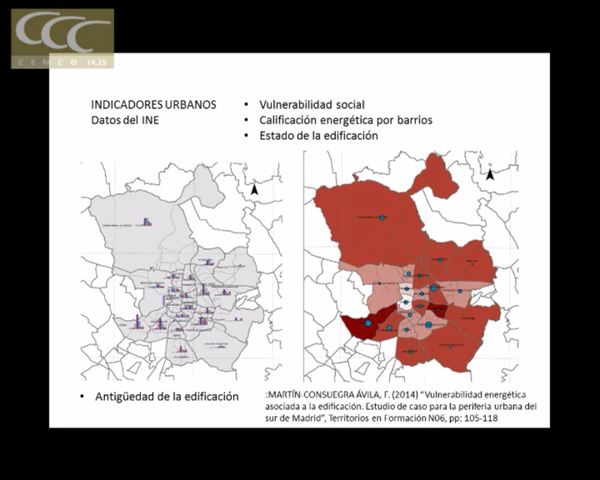 CCC
CEMCO 14.15
INDICADORES URBANOS
Datos del INE
• Vulnerabilidad social
• Calificación energética por barrios
• Estado de la edificación
• Antigüedad de la edificación
:MARTÍN-CONSUEGRA ÁVILA, F. (2014) “Vulnerabilidad energética
asociada a la edificación. Estudio de caso para la periferia urbana del
sur de Madrid”, Territorios en Formación N06, pp: 105-118